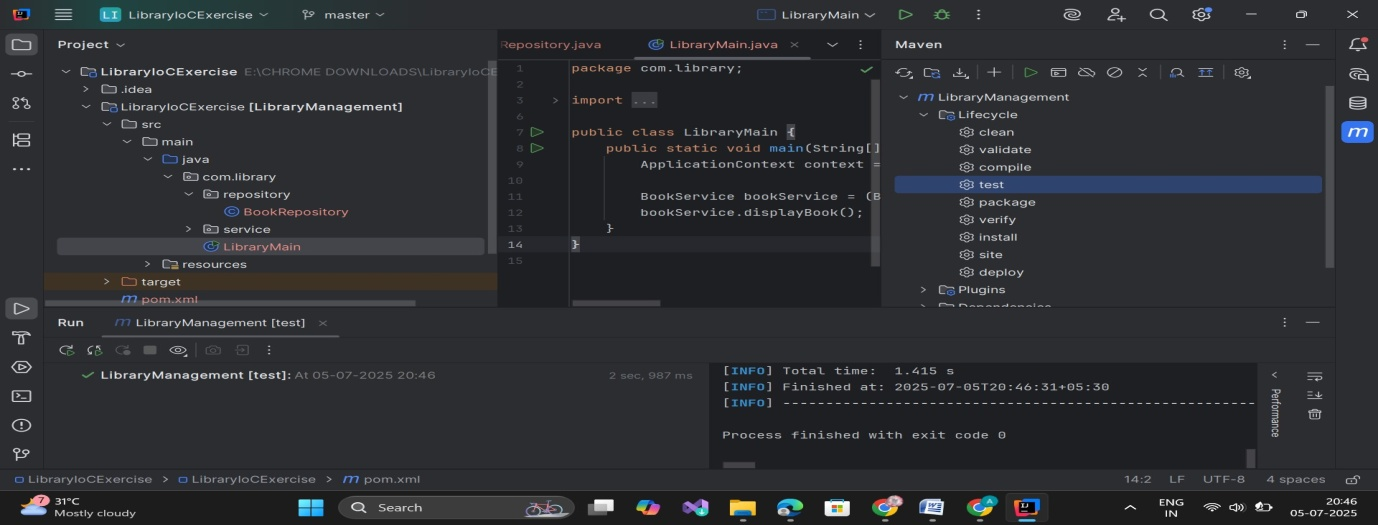 LI LibraryIoCExercise master LibraryMain
Project
LibraryIoCExercise E:\CHROME DOWNLOADS\LibraryIoCE
.idea
LibraryIoCExercise [LibraryManagement]
src
main
java
com.library
repository
BookRepository
service
LibraryMain
resources
target
pom.xml
Repository.java LibraryMain.java
1 package com.library;
2
3 import ...
6
7 public class LibraryMain {
8 public static void main(String[]
9 ApplicationContext context =
10
11 BookService bookService = (B
12 bookService.displayBook();
13 }
14 }
15
Maven
m LibraryManagement
Lifecycle
clean
validate
compile
test
package
verify
install
site
deploy
Plugins
Dependencies
Run m LibraryManagement [test]
LibraryManagement [test]: At 05-07-2025 20:46 2 sec, 987 ms
[INFO] Total time: 1.415 s
[INFO] Finished at: 2025-07-05T20:46:31+05:30
[INFO] ------------------------------------------------------------------------
Process finished with exit code 0
Performance
LibraryIoCExercise > LibraryIoCExercise > m pom.xml 14:2 LF UTF-8 4 spaces
7 31°C
Mostly cloudy
Search
ENG
IN
20:46
05-07-2025